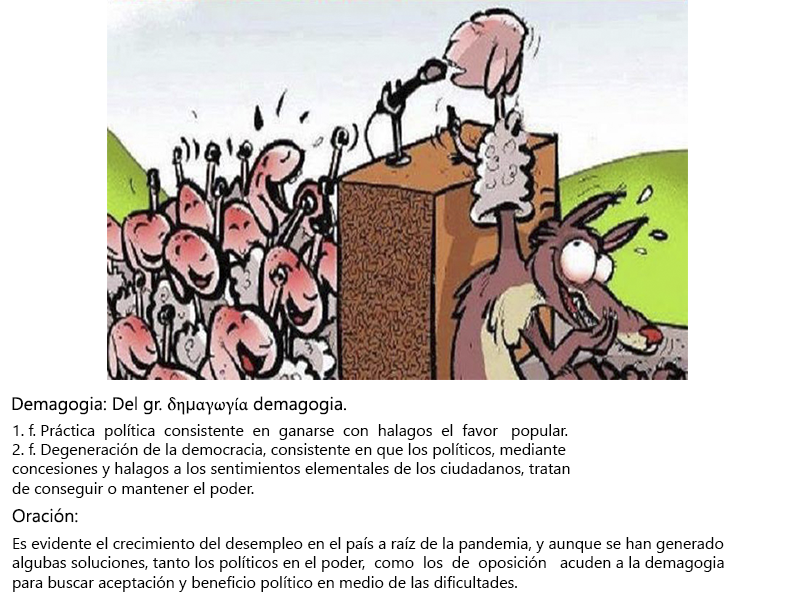 Demagogia: Del gr. δημαγωγία demagogia.
1. f. Práctica política consistente en ganarse con halagos el favor popular.
2. f. Degeneración de la democracia, consistente en que los políticos, mediante
concesiones y halagos a los sentimientos elementales de los ciudadanos, tratan
de conseguir o mantener el poder.
Oración:
Es evidente el crecimiento del desempleo en el país a raíz de la pandemia, y aunque se han generado
algubas soluciones, tanto los políticos en el poder, como los de oposición acuden a la demagogia
para buscar aceptación y beneficio político en medio de las dificultades.